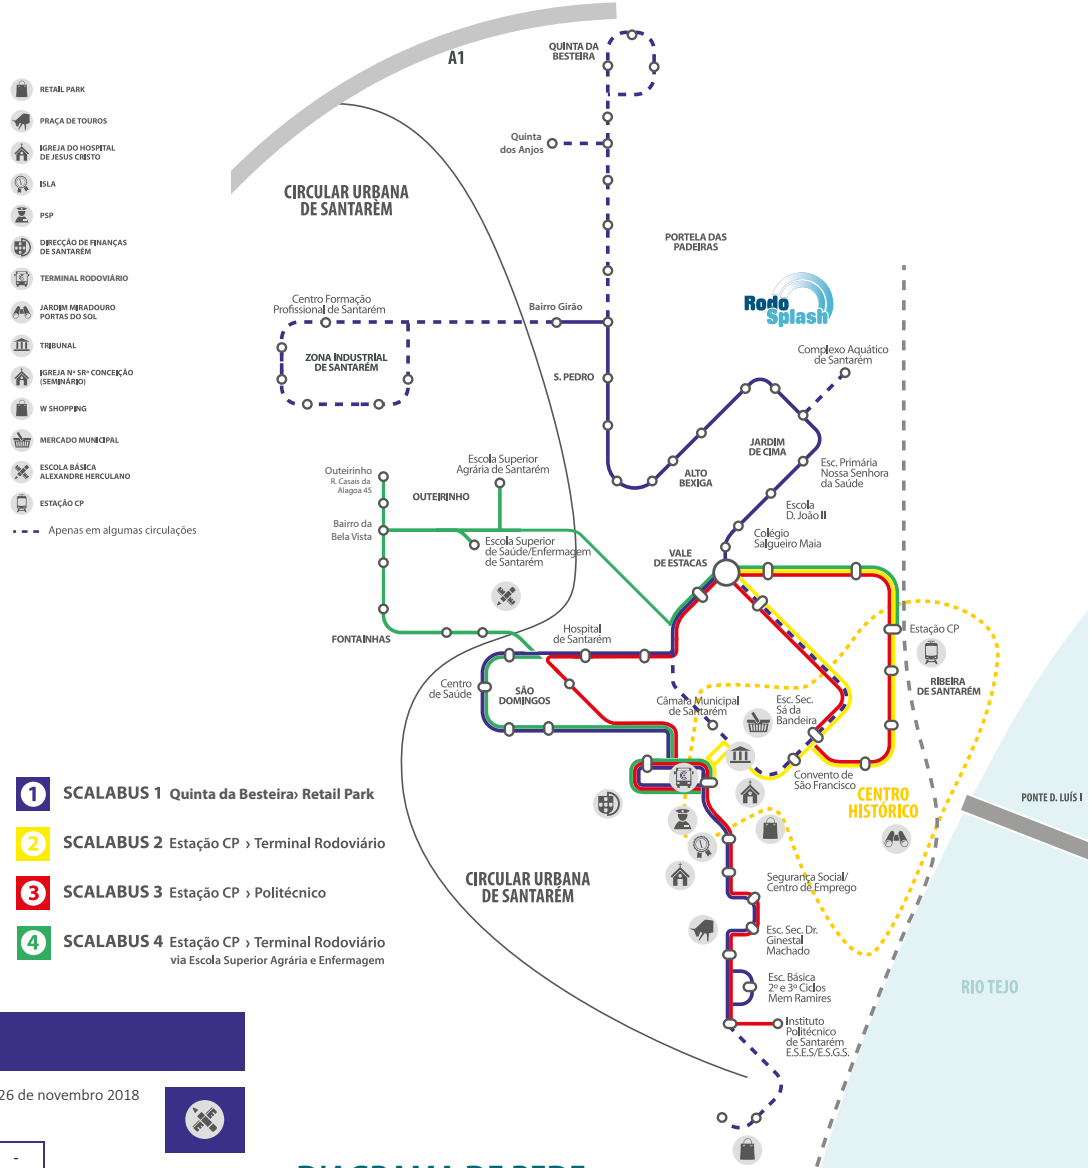 A1
QUINTA DA
BESTEIRA
Quinta
dos Anjos
CIRCULAR URBANA
DE SANTARÉM
PORTELA DAS
PADEIRAS
Rodo
Splash
Centro Formação
Profissional de Santarém
Bairro Girão
ZONA INDUSTRIAL
DE SANTARÉM
S. PEDRO
Complexo Aquático
de Santarém
JARDIM
DE CIMA
ALTO
BEXIGA
Esc. Primária
Nossa Senhora
da Saúde
Escola
D. João II
Colégio
Salgueiro Maia
Outeirinho
R. Casais da
Alagoa 45
OUTEIRINHO
Escola Superior
Agrária de Santarém
Bairro da
Bela Vista
Escola Superior
de Saúde/Enfermagem
de Santarém
VALE
DE ESTACAS
FONTAINHAS
Hospital
de Santarém
Estação CP
RIBEIRA
DE SANTARÉM
Centro
de Saúde
SÃO
DOMINGOS
Câmara Municipal
de Santarém
Esc. Sec.
Sá da
Bandeira
Convento de
São Francisco
CENTRO
HISTÓRICO
PONTE D. LUÍS I
CIRCULAR URBANA
DE SANTARÉM
Segurança Social/
Centro de Emprego
Esc. Sec. Dr.
Ginestal
Machado
Esc. Básica
2º e 3º Ciclos
Mem Ramires
Instituto
Politécnico
de Santarém
E.S.E.S/E.S.G.S.
RIO TEJO
RETAIL PARK
PRAÇA DE TOUROS
IGREJA DO HOSPITAL
DE JESUS CRISTO
ISLA
PSP
DIRECÇÃO DE FINANÇAS
DE SANTARÉM
TERMINAL RODOVIÁRIO
JARDIM MIRADOURO
PORTAS DO SOL
TRIBUNAL
IGREJA Nª SRª CONCEIÇÃO
(SEMINÁRIO)
W SHOPPING
MERCADO MUNICIPAL
ESCOLA BÁSICA
ALEXANDRE HERCULANO
ESTAÇÃO CP
Apenas em algumas circulações
1 SCALABUS 1 Quinta da Besteira› Retail Park
2 SCALABUS 2 Estação CP › Terminal Rodoviário
3 SCALABUS 3 Estação CP › Politécnico
4 SCALABUS 4 Estação CP › Terminal Rodoviário
via Escola Superior Agrária e Enfermagem
26 de novembro 2018
-
DIAGRAMA DE REDE